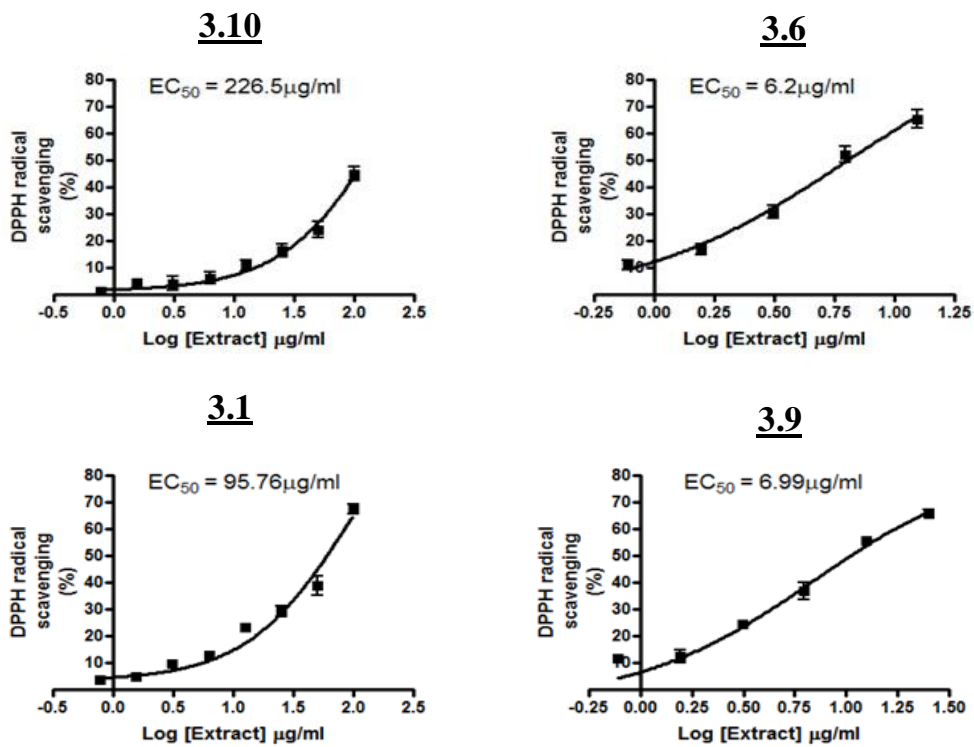 3.10
EC50 = 226.5µg/ml
DPPH radical
scavenging
(%)
80
70
60
50
40
30
20
10
-0.5 0.0 0.5 1.0 1.5 2.0 2.5
Log [Extract] µg/ml
3.6
EC50 = 6.2µg/ml
DPPH radical
scavenging
(%)
80
70
60
50
40
30
20
10
-0.25 0.00 0.25 0.50 0.75 1.00 1.25
Log [Extract] µg/ml
3.1
EC50 = 95.76µg/ml
DPPH radical
scavenging
(%)
80
70
60
50
40
30
20
10
-0.5 0.0 0.5 1.0 1.5 2.0 2.5
Log [Extract] µg/ml
3.9
EC50 = 6.99µg/ml
DPPH radical
scavenging
(%)
80
70
60
50
40
30
20
10
-0.25 0.00 0.25 0.50 0.75 1.00 1.25 1.50
Log [Extract] µg/ml